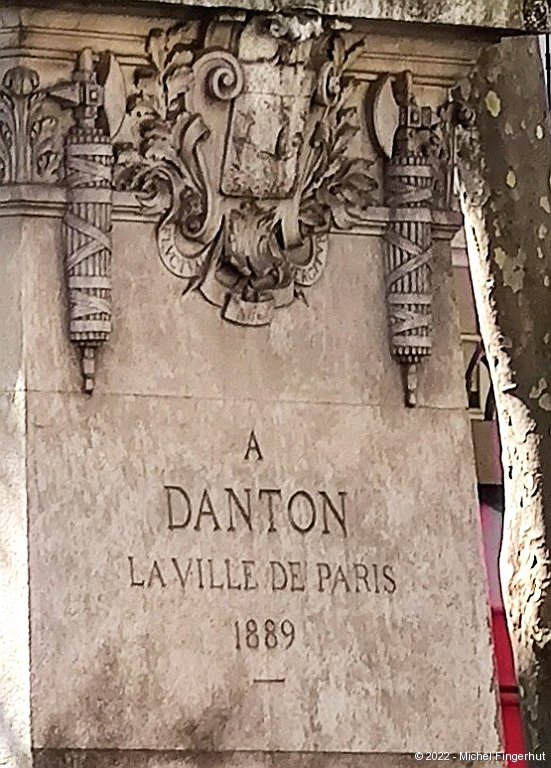 A
DANTON
LA VILLE DE PARIS
1889
© 2022 - Michel Fingerhut